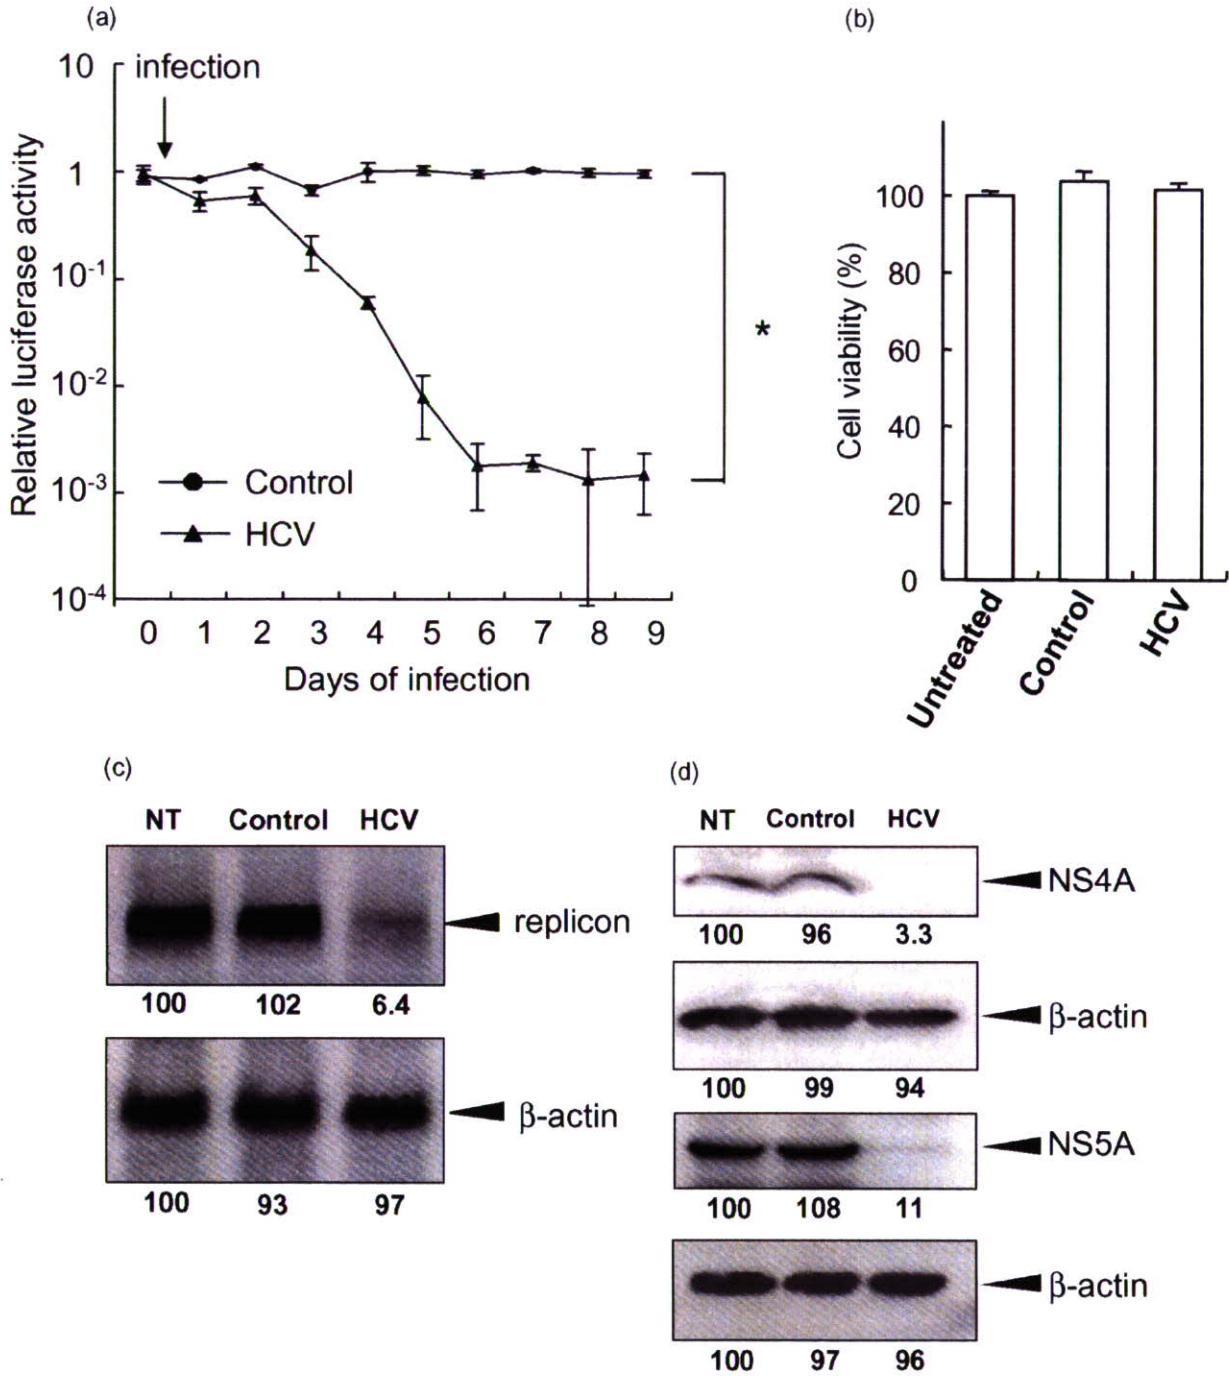 (a)
10
infection
1
10-1
10-2
10-3
10-4
Relative luciferase activity
Control
HCV
*
0 1 2 3 4 5 6 7 8 9
Days of infection
(b)
100
80
60
40
20
0
Cell viability (%)
Untreated
Control
HCV
(c)
NT Control HCV
replicon
100 102 6.4
β-actin
100 93 97
(d)
NT Control HCV
NS4A
100 96 3.3
β-actin
100 99 94
NS5A
100 108 11
β-actin
100 97 96